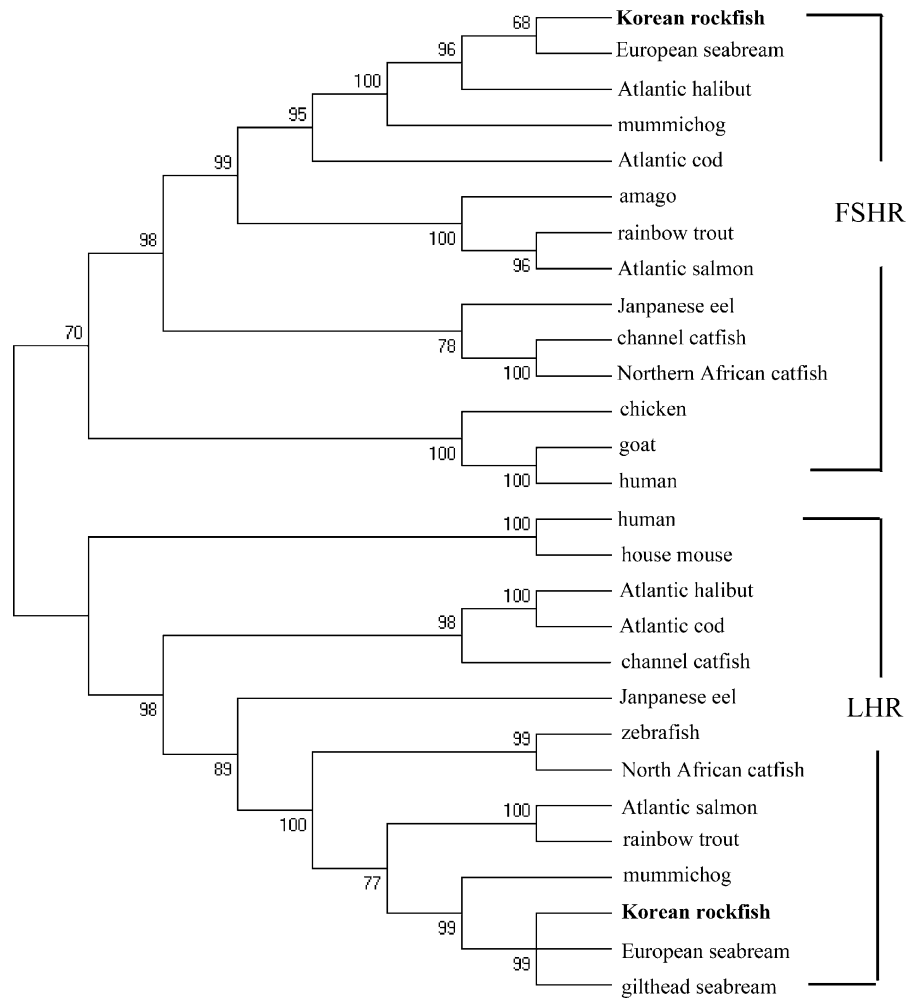 68
Korean rockfish
96
European seabream
100
Atlantic halibut
95
mummichog
99
Atlantic cod
amago
FSHR
98
100
rainbow trout
96
Atlantic salmon
Janpanese eel
70
78
channel catfish
100
Northern African catfish
chicken
100
goat
100
human
100
human
house mouse
100
Atlantic halibut
98
Atlantic cod
channel catfish
98
Janpanese eel
LHR
99
zebrafish
89
North African catfish
100
Atlantic salmon
100
rainbow trout
77
mummichog
99
Korean rockfish
European seabream
99
gilthead seabream